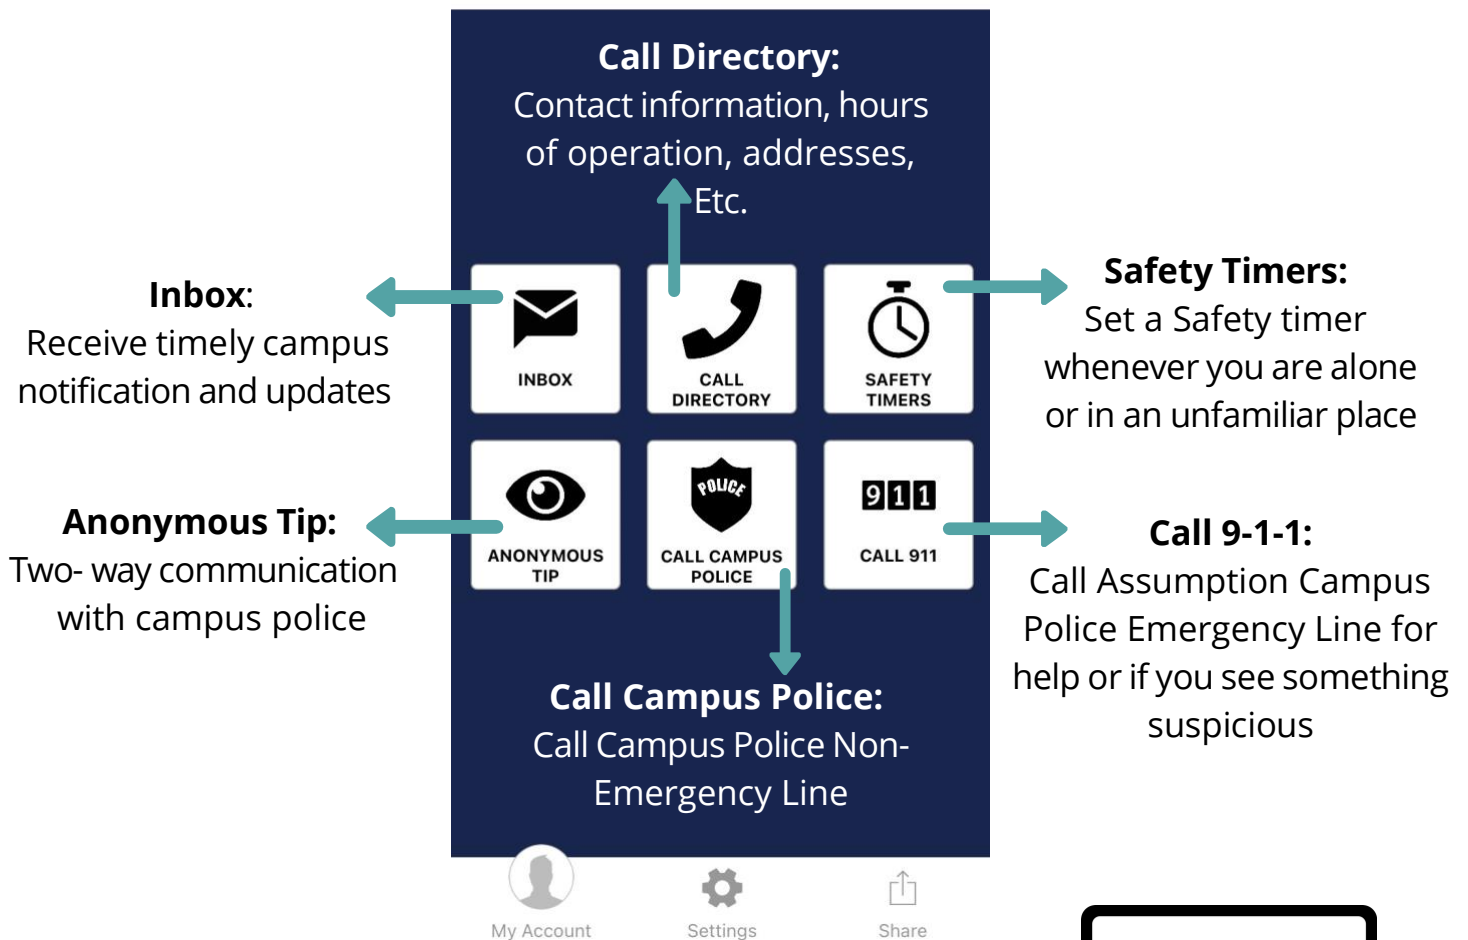 Call Directory:
Contact information, hours
of operation, addresses,
Etc.
Inbox:
Receive timely campus
notification and updates
Safety Timers:
Set a Safety timer
whenever you are alone
or in an unfamiliar place
INBOX
CALL
DIRECTORY
SAFETY
TIMERS
Anonymous Tip:
Two- way communication
with campus police
ANONYMOUS
TIP
POLICE
CALL CAMPUS
POLICE
911
CALL 911
Call 9-1-1:
Call Assumption Campus
Police Emergency Line for
help or if you see something
suspicious
Call Campus Police:
Call Campus Police Non-
Emergency Line
My Account
Settings
Share